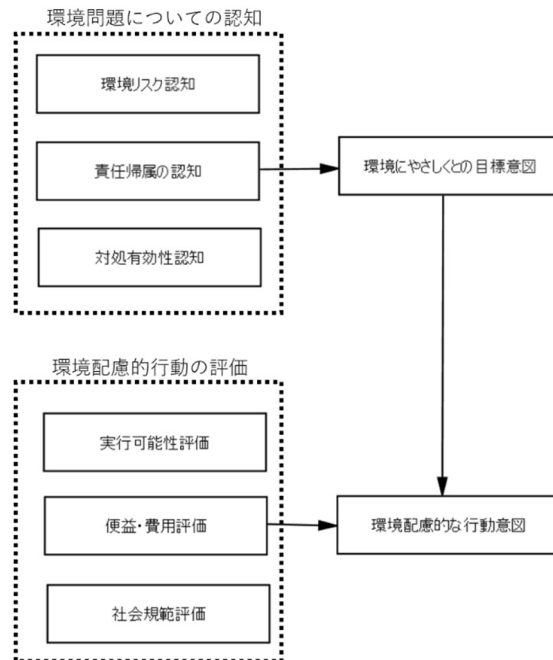 環境問題についての認知
環境リスク認知
責任帰属の認知
環境にやさしくとの目標意図
対処有効性認知
環境配慮的行動の評価
実行可能性評価
便益・費用評価
環境配慮的な行動意図
社会規範評価